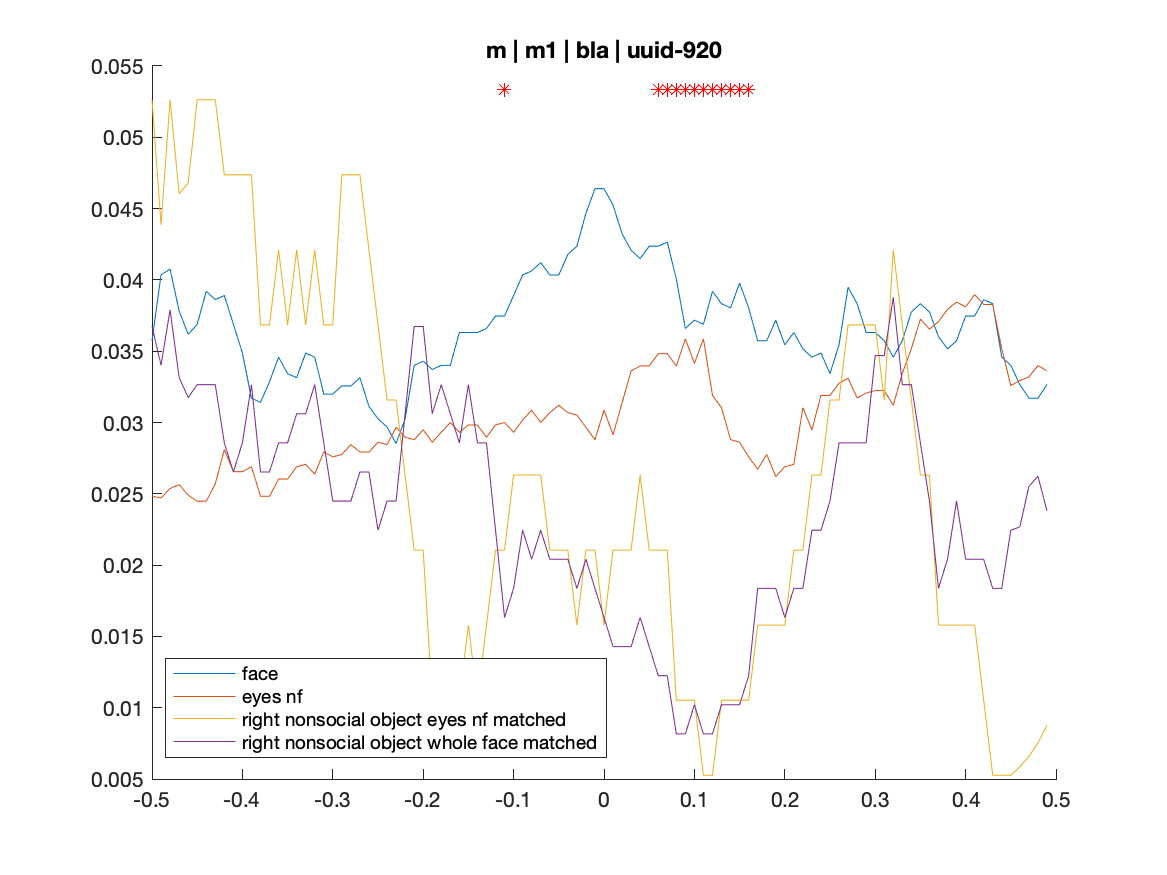 m | m1 | bla | uuid-920
0.055
0.05
0.045
0.04
0.035
0.03
0.025
0.02
0.015
0.01
0.005
face
eyes nf
right nonsocial object eyes nf matched
right nonsocial object whole face matched
-0.5 -0.4 -0.3 -0.2 -0.1 0 0.1 0.2 0.3 0.4 0.5